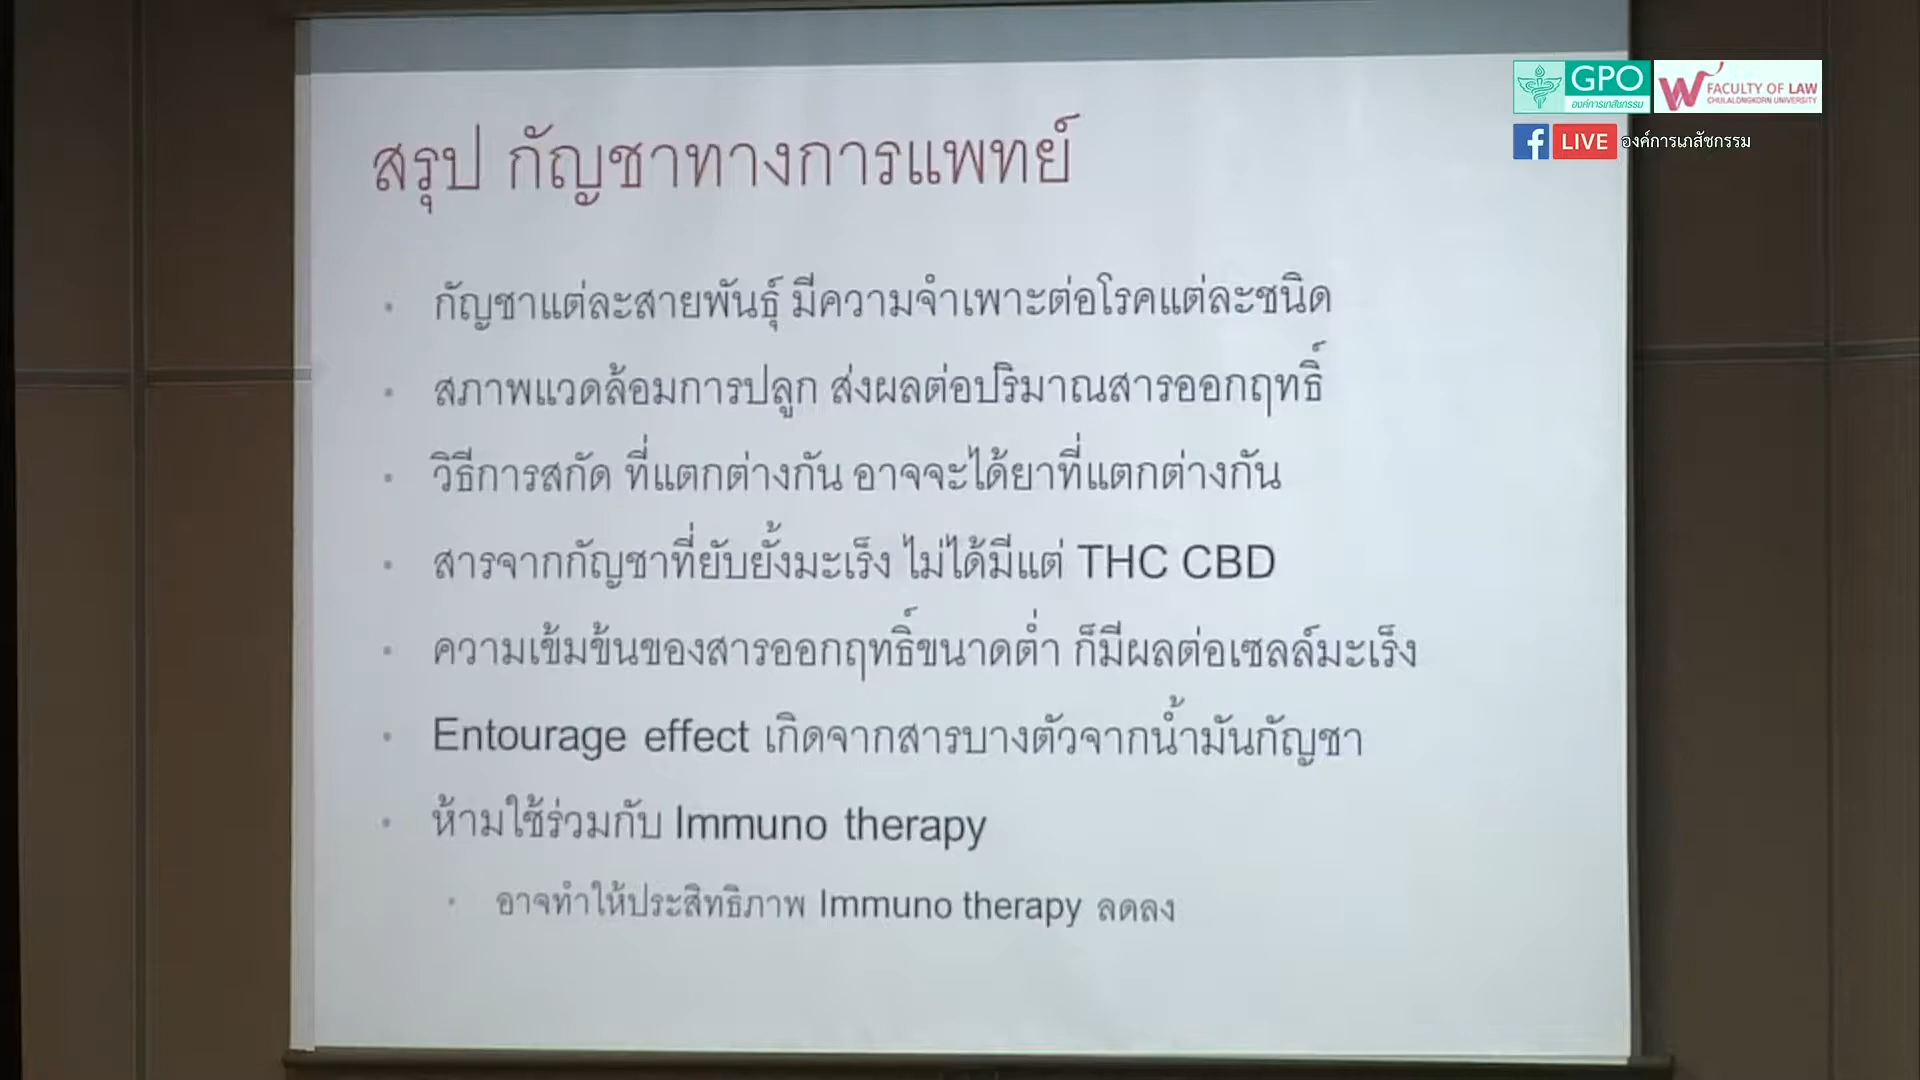 GPO
องค์การเภสัชกรรม
FACULTY OF LAW
CHULALONGKORN UNIVERSITY
f LIVE องค์การเภสัชกรรม
สรุป กัญชาทางการแพทย์
• กัญชาแต่ละสายพันธุ์ มีความจำเพาะต่อโรคแต่ละชนิด
• สภาพแวดล้อมการปลูก ส่งผลต่อปริมาณสารออกฤทธิ์
• วิธีการสกัด ที่แตกต่างกัน อาจจะได้ยาที่แตกต่างกัน
• สารจากกัญชาที่ยับยั้งมะเร็ง ไม่ได้มีแต่ THC CBD
• ความเข้มข้นของสารออกฤทธิ์ขนาดต่ำ ก็มีผลต่อเซลล์มะเร็ง
• Entourage effect เกิดจากสารบางตัวจากน้ำมันกัญชา
• ห้ามใช้ร่วมกับ Immuno therapy
• อาจทำให้ประสิทธิภาพ Immuno therapy ลดลง